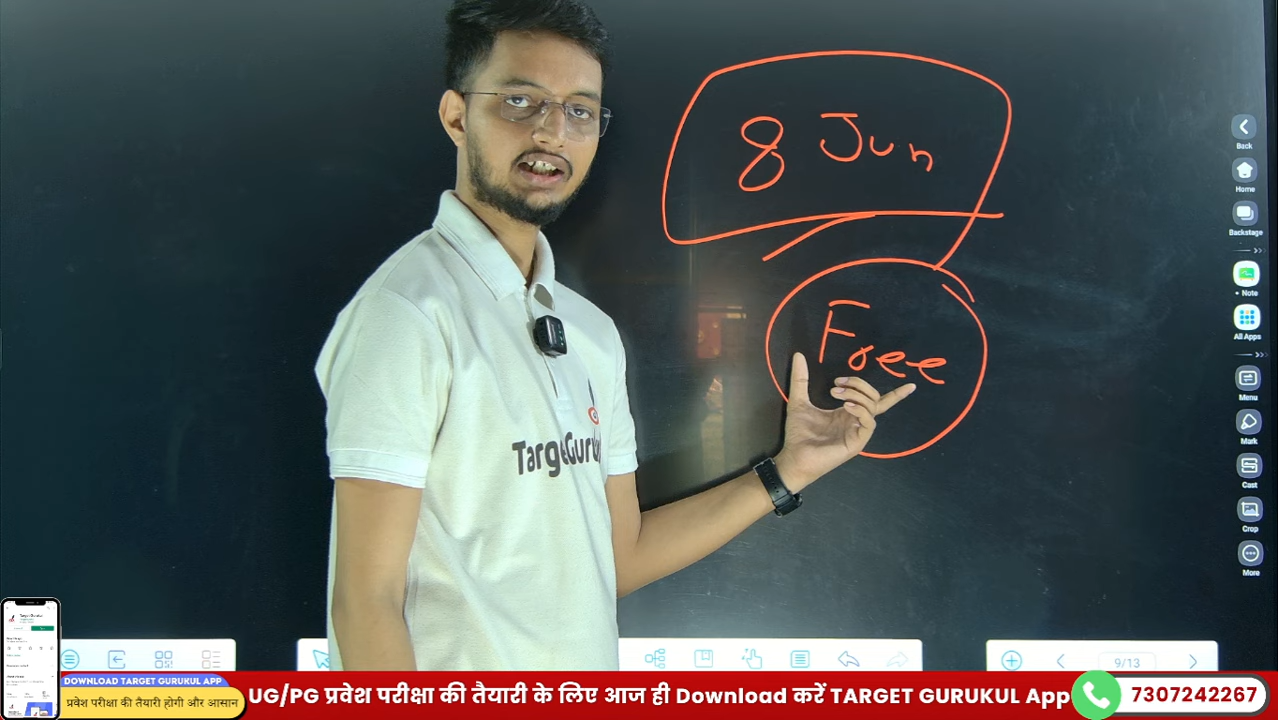 8 Jun
Free
TargetGuruk
Back
Home
Backstage
Note
All Apps
Menu
Mark
Cast
Crop
More
9/13
DOWNLOAD TARGET GURUKUL APP
प्रवेश परीक्षा की तैयारी होगी और आसान
UG/PG प्रवेश परीक्षा की तैयारी के लिए आज ही Download करें TARGET GURUKUL App
7307242267